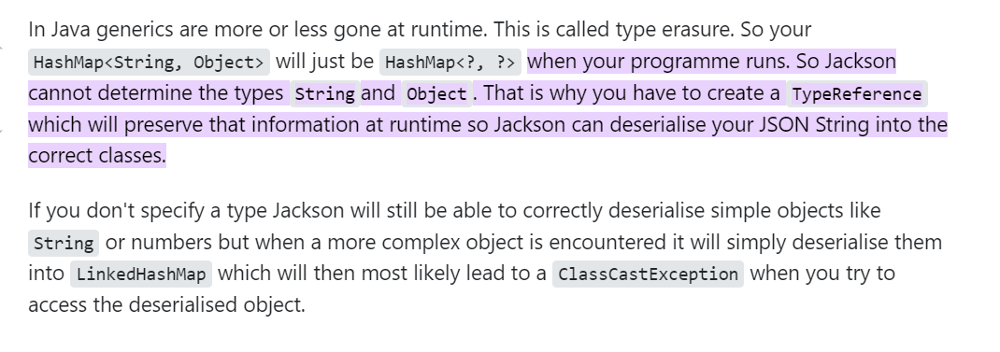 In Java generics are more or less gone at runtime. This is called type erasure. So your
HashMap<String, Object> will just be HashMap<?, ?> when your programme runs. So Jackson
cannot determine the types String and Object. That is why you have to create a TypeReference
which will preserve that information at runtime so Jackson can deserialise your JSON String into the
correct classes.
If you don't specify a type Jackson will still be able to correctly deserialise simple objects like
String or numbers but when a more complex object is encountered it will simply deserialise them
into LinkedHashMap which will then most likely lead to a ClassCastException when you try to
access the deserialised object.